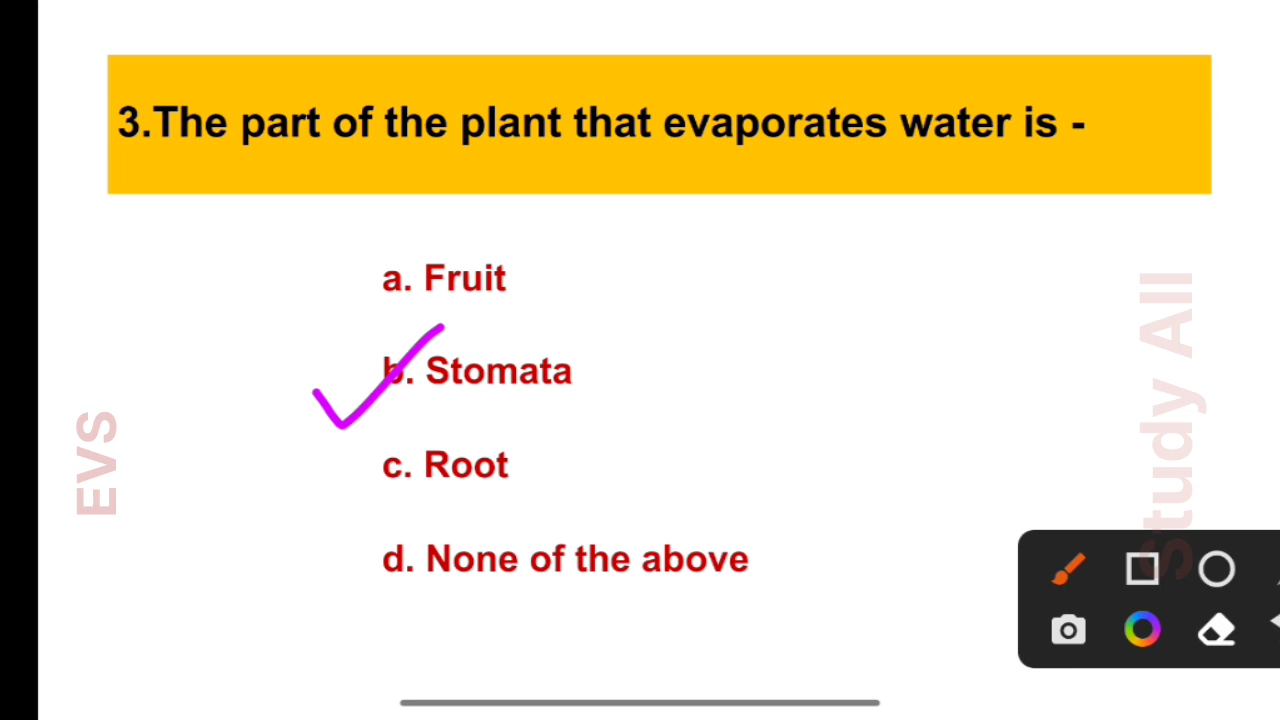 3.The part of the plant that evaporates water is -
a. Fruit
b. Stomata
c. Root
d. None of the above
EVS
Study All